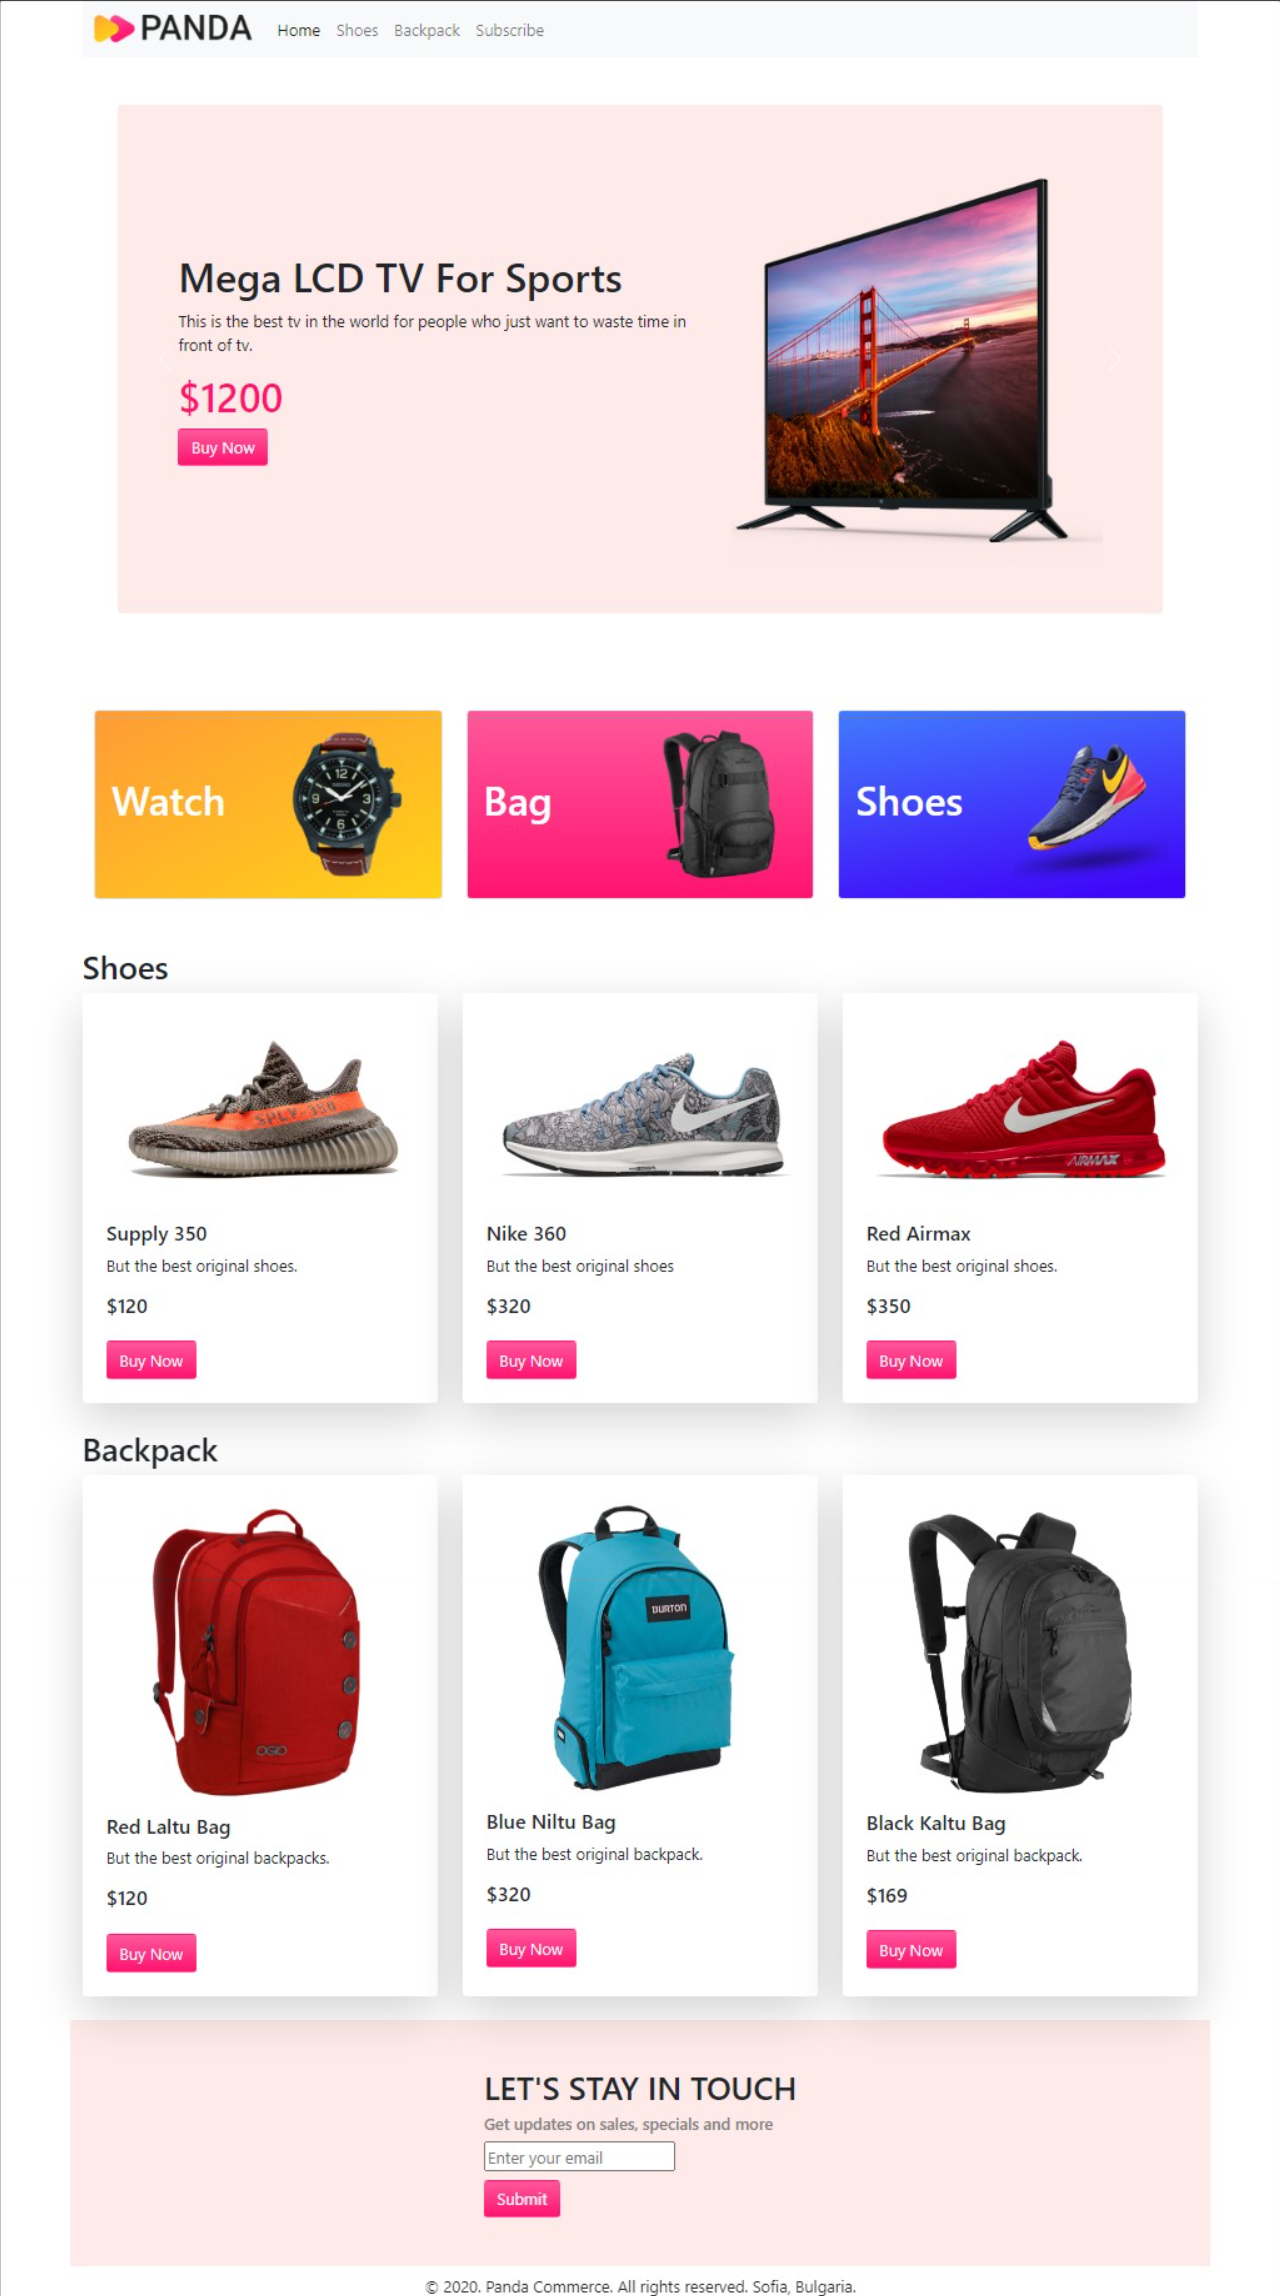 PANDA Home Shoes Backpack Subscribe
Mega LCD TV For Sports
This is the best tv in the world for people who just want to waste time in
front of tv.
$1200
Buy Now
Watch
Bag
Shoes
Shoes
SPLY-350
AIRMAX
Supply 350
But the best original shoes.
$120
Buy Now
Nike 360
But the best original shoes
$320
Buy Now
Red Airmax
But the best original shoes.
$350
Buy Now
Backpack
OGIO
BURTON
Red Laltu Bag
But the best original backpacks.
$120
Buy Now
Blue Niltu Bag
But the best original backpack.
$320
Buy Now
Black Kaltu Bag
But the best original backpack.
$169
Buy Now
LET'S STAY IN TOUCH
Get updates on sales, specials and more
Enter your email
Submit
© 2020. Panda Commerce. All rights reserved. Sofia, Bulgaria.